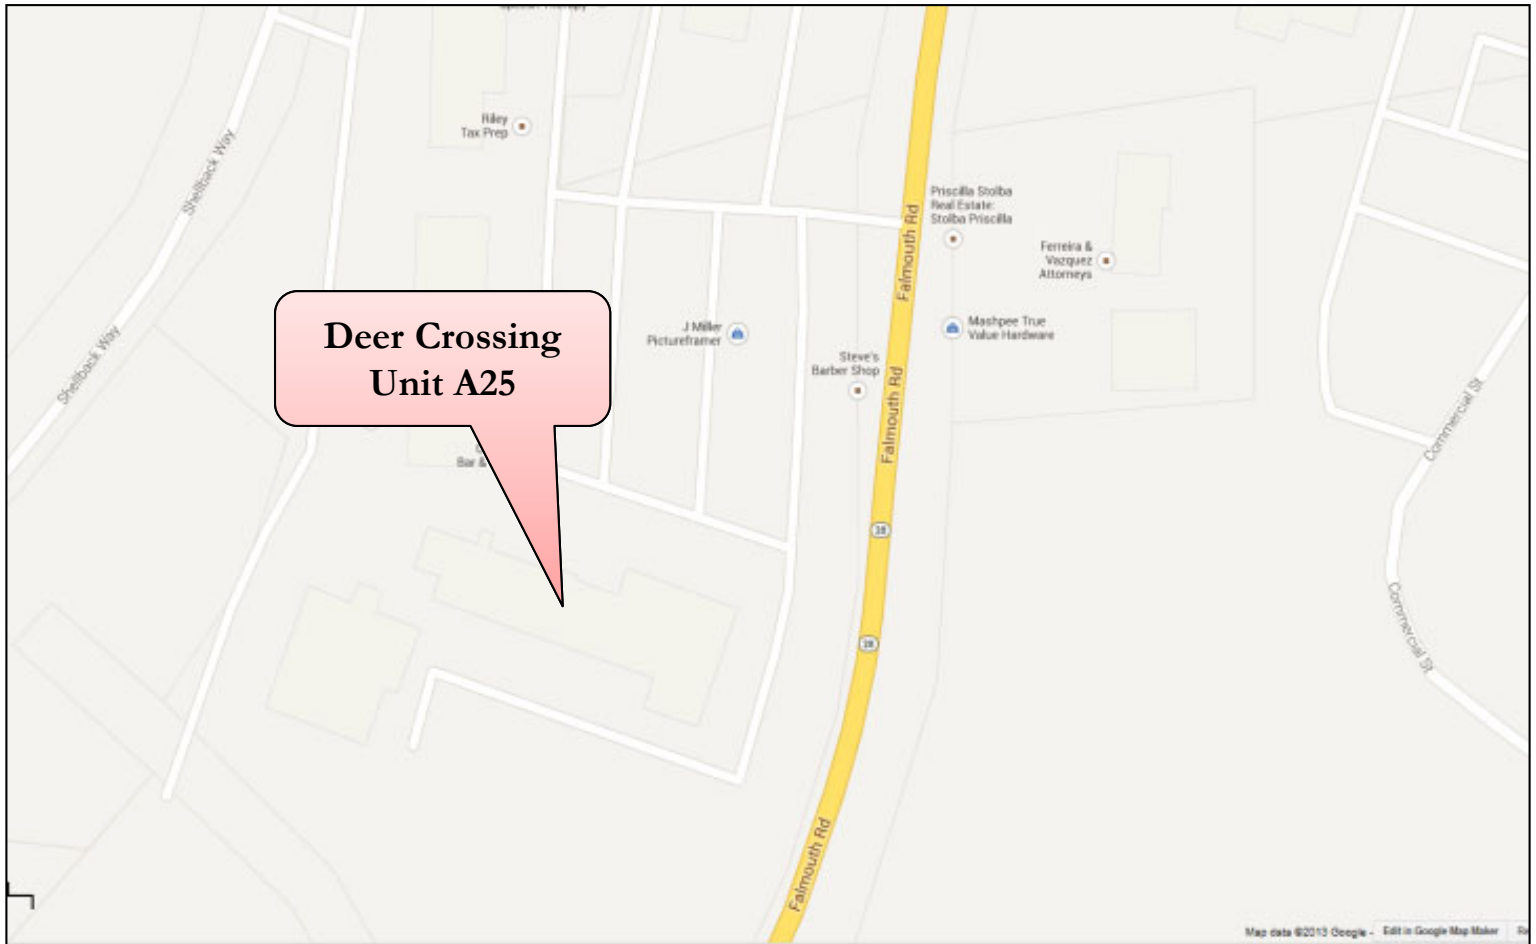 Riley
Tax Prep
Shellback Way
Priscilla Stolba
Real Estate:
Stolba Priscilla
Falmouth Rd
Ferreira &
Vazquez
Attorneys
Deer Crossing
Unit A25
J Miller
Pictureframer
Mashpee True
Value Hardware
Shellback Way
Steve's
Barber Shop
Falmouth Rd
Commercial St
Bar &
28
Commercial St
28
Falmouth Rd
Map data ©2013 Google - Edit in Google Map Maker